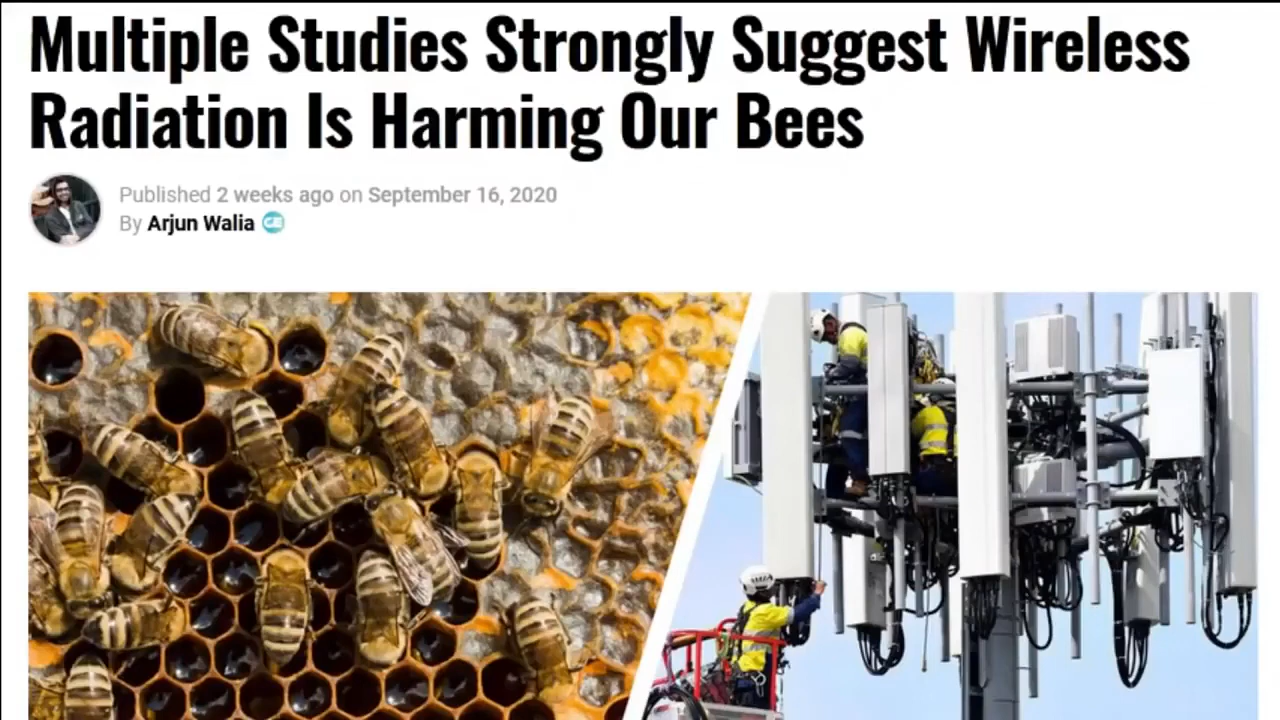 Multiple Studies Strongly Suggest Wireless
Radiation Is Harming Our Bees
Published 2 weeks ago on September 16, 2020
By Arjun Walia CE